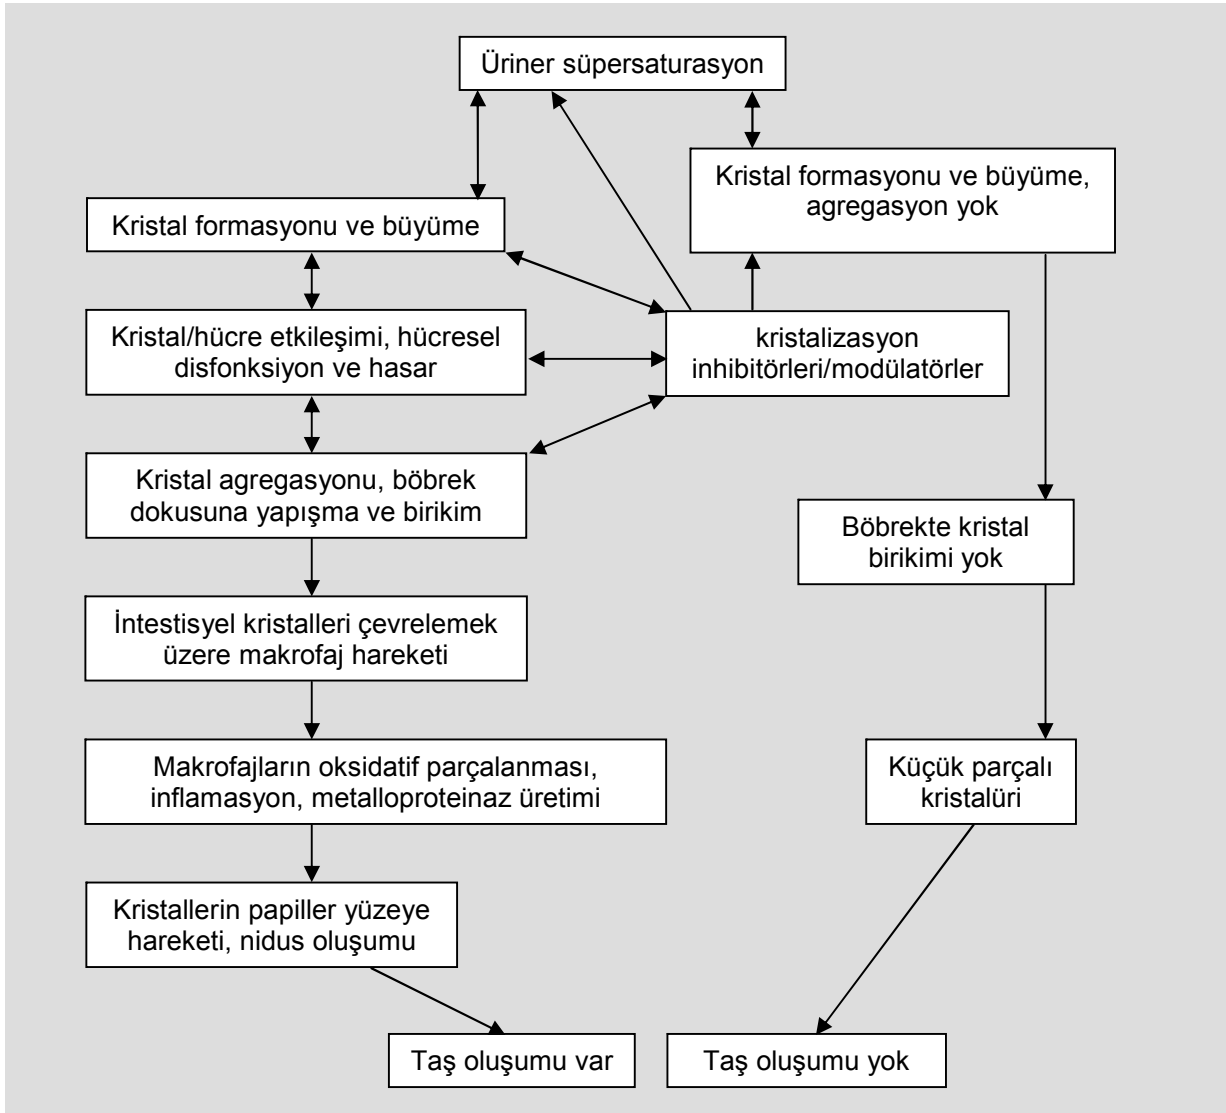 Üriner süpersaturasyon
Kristal formasyonu ve büyüme,
agregasyon yok
Kristal formasyonu ve büyüme
Kristal/hücre etkileşimi, hücresel
disfonksiyon ve hasar
kristalizasyon
inhibitörleri/modülatörler
Kristal agregasyonu, böbrek
dokusuna yapışma ve birikim
Böbrekte kristal
birikimi yok
İntestisyel kristalleri çevrelemek
üzere makrofaj hareketi
Makrofajların oksidatif parçalanması,
inflamasyon, metalloproteinaz üretimi
Küçük parçalı
kristalüri
Kristallerin papiller yüzeye
hareketi, nidus oluşumu
Taş oluşumu var
Taş oluşumu yok